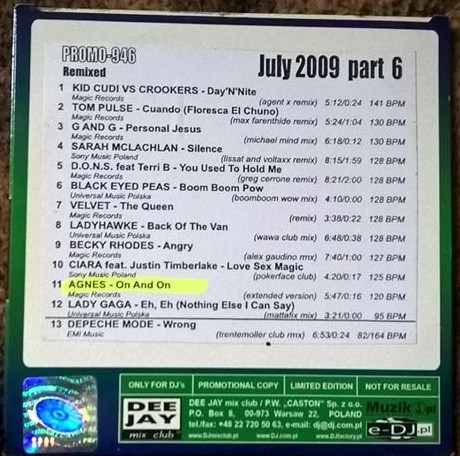 PROMO-946
Remixed
July 2009 part 6
1 KID CUDI VS CROOKERS - Day'N'Nite
Magic Records (agent x remix) 5:12/0:24 141 BPM
2 TOM PULSE - Cuando (Floresca El Chuno)
Magic Records (max farenthide remix) 5:24/1:04 130 BPM
3 G AND G - Personal Jesus
Magic Records (michael mind mix) 6:18/0:12 130 BPM
4 SARAH MCLACHLAN - Silence
Sony Music Poland (lissat and voltaxx remix) 8:15/1:59 128 BPM
5 D.O.N.S. feat Terri B - You Used To Hold Me
Magic Records (greg cerrone remix) 8:21/2:00 128 BPM
6 BLACK EYED PEAS - Boom Boom Pow
Universal Music Polska (boomboom wow mix) 4:10/0:00 128 BPM
7 VELVET - The Queen
Magic Records (remix) 3:38/0:22 128 BPM
8 LADYHAWKE - Back Of The Van
Universal Music Polska (wawa club mix) 6:48/0:38 128 BPM
9 BECKY RHODES - Angry
Magic Records (alex gaudino rmx) 7:40/1:00 127 BPM
10 CIARA feat. Justin Timberlake - Love Sex Magic
Sony Music Poland (pokerface club) 4:20/0:17 125 BPM
11 AGNES - On And On
Magic Records (extended version) 5:47/0:16 120 BPM
12 LADY GAGA - Eh, Eh (Nothing Else I Can Say)
Universal Music Polska (mattafix mix) 3:21/0:00 95 BPM
13 DEPECHE MODE - Wrong
EMI Music (trentemoller club rmx) 6:53/0:24 82/164 BPM
ONLY FOR DJ's PROMOTIONAL COPY LIMITED EDITION NOT FOR RESALE
DEE JAY mix club
DEE JAY mix club / P.W. „CASTON" Sp. z o.o.
P.O. Box 8, 00-973 Warsaw 22, POLAND
tel./fax: +48 22 720 50 63, e-mail: dj@dj.com.pl
www.DJmixclub.pl www.DJ.com.pl www.DJfactory.pl
Muzik pl
e-DJ.pl